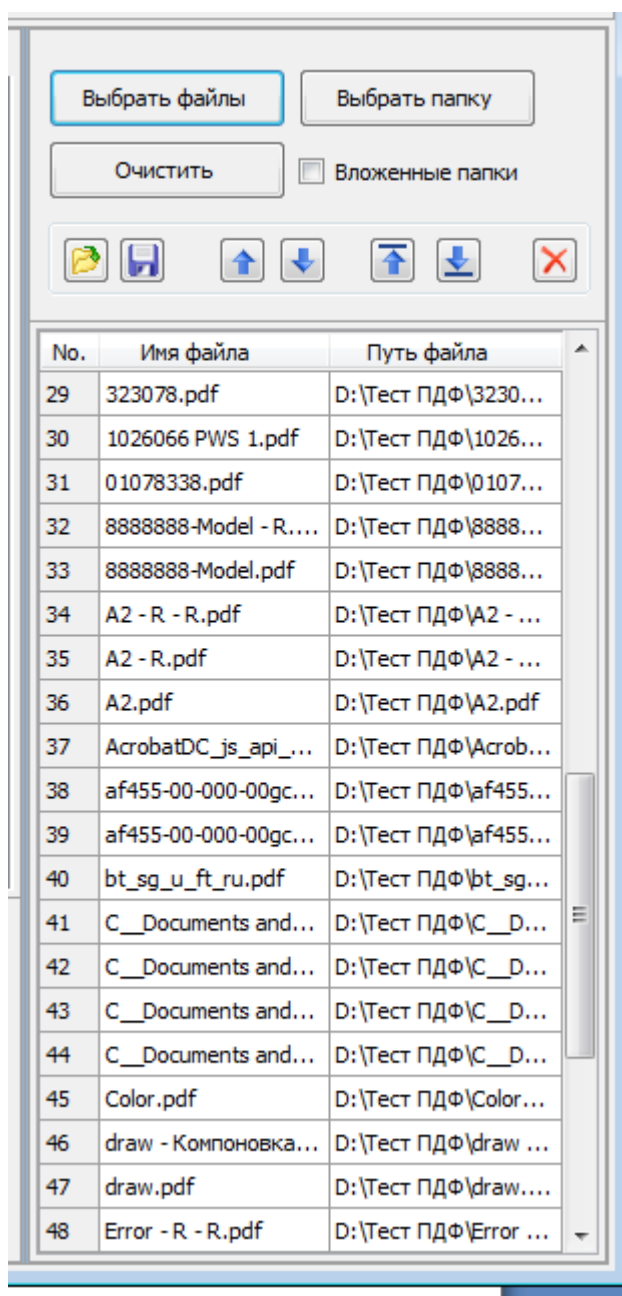 Выбрать файлы Выбрать папку
Очистить Вложенные папки
No. Имя файла Путь файла
29 323078.pdf D:\Тест ПДФ\3230...
30 1026066 PWS 1.pdf D:\Тест ПДФ\1026...
31 01078338.pdf D:\Тест ПДФ\0107...
32 8888888-Model - R.... D:\Тест ПДФ\8888...
33 8888888-Model.pdf D:\Тест ПДФ\8888...
34 A2 - R - R.pdf D:\Тест ПДФ\A2 - ...
35 A2 - R.pdf D:\Тест ПДФ\A2 - ...
36 A2.pdf D:\Тест ПДФ\A2.pdf
37 AcrobatDC_js_api_... D:\Тест ПДФ\Acrob...
38 af455-00-000-00gc... D:\Тест ПДФ\af455...
39 af455-00-000-00gc... D:\Тест ПДФ\af455...
40 bt_sg_u_ft_ru.pdf D:\Тест ПДФ\bt_sg...
41 C__Documents and... D:\Тест ПДФ\C__D...
42 C__Documents and... D:\Тест ПДФ\C__D...
43 C__Documents and... D:\Тест ПДФ\C__D...
44 C__Documents and... D:\Тест ПДФ\C__D...
45 Color.pdf D:\Тест ПДФ\Color...
46 draw - Компоновка... D:\Тест ПДФ\draw ...
47 draw.pdf D:\Тест ПДФ\draw....
48 Error - R - R.pdf D:\Тест ПДФ\Error ...